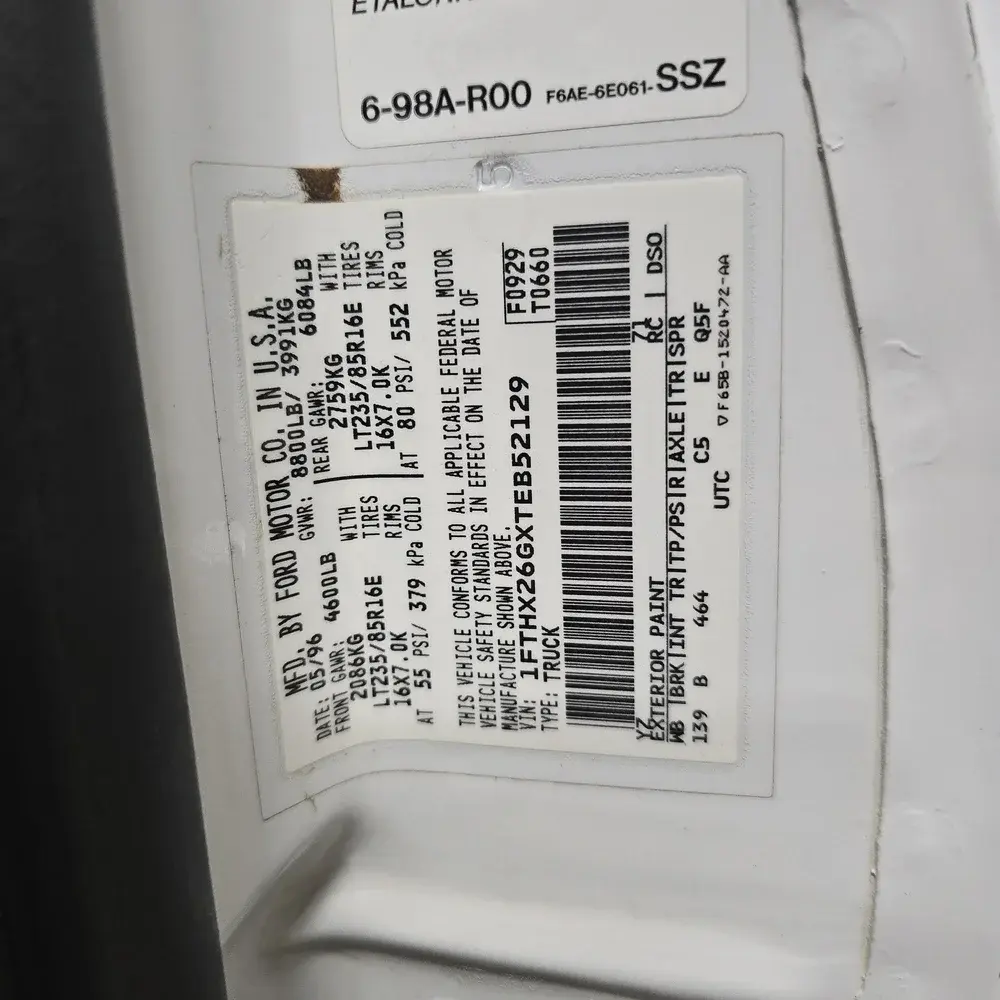 6-98A-R00 F6AE-6E061-SSZ
5
MFD. BY FORD MOTOR CO. IN U.S.A.
DATE: 05/96 GVWR: 8800LB/ 3991KG
FRONT GAWR: 4600LB REAR GAWR: 6084LB
2086KG WITH 2759KG WITH
LT235/85R16E TIRES LT235/85R16E TIRES
16X7.0K RIMS 16X7.0K RIMS
AT 55 PSI/ 379 kPa COLD AT 80 PSI/ 552 kPa COLD
THIS VEHICLE CONFORMS TO ALL APPLICABLE FEDERAL MOTOR
VEHICLE SAFETY STANDARDS IN EFFECT ON THE DATE OF
MANUFACTURE SHOWN ABOVE.
VIN: 1FTHX26GXTEB52129 F0929
TYPE: TRUCK T0660
YZ 71
EXTERIOR PAINT RC | DSO
WB |BRK|INT TR|TP/PS|R|AXLE|TR|SPR
139 B 464 UTC C5 E Q5F
▽F65B-1520472-AA